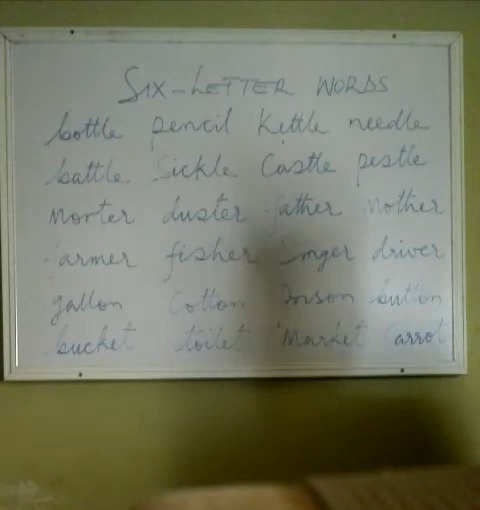 SIX-LETTER WORDS
bottle pencil Kettle needle
battle Sickle Castle pestle
Morter duster father Mother
farmer fisher driver
gallon Cotton button
bucket toilet Market Carrot